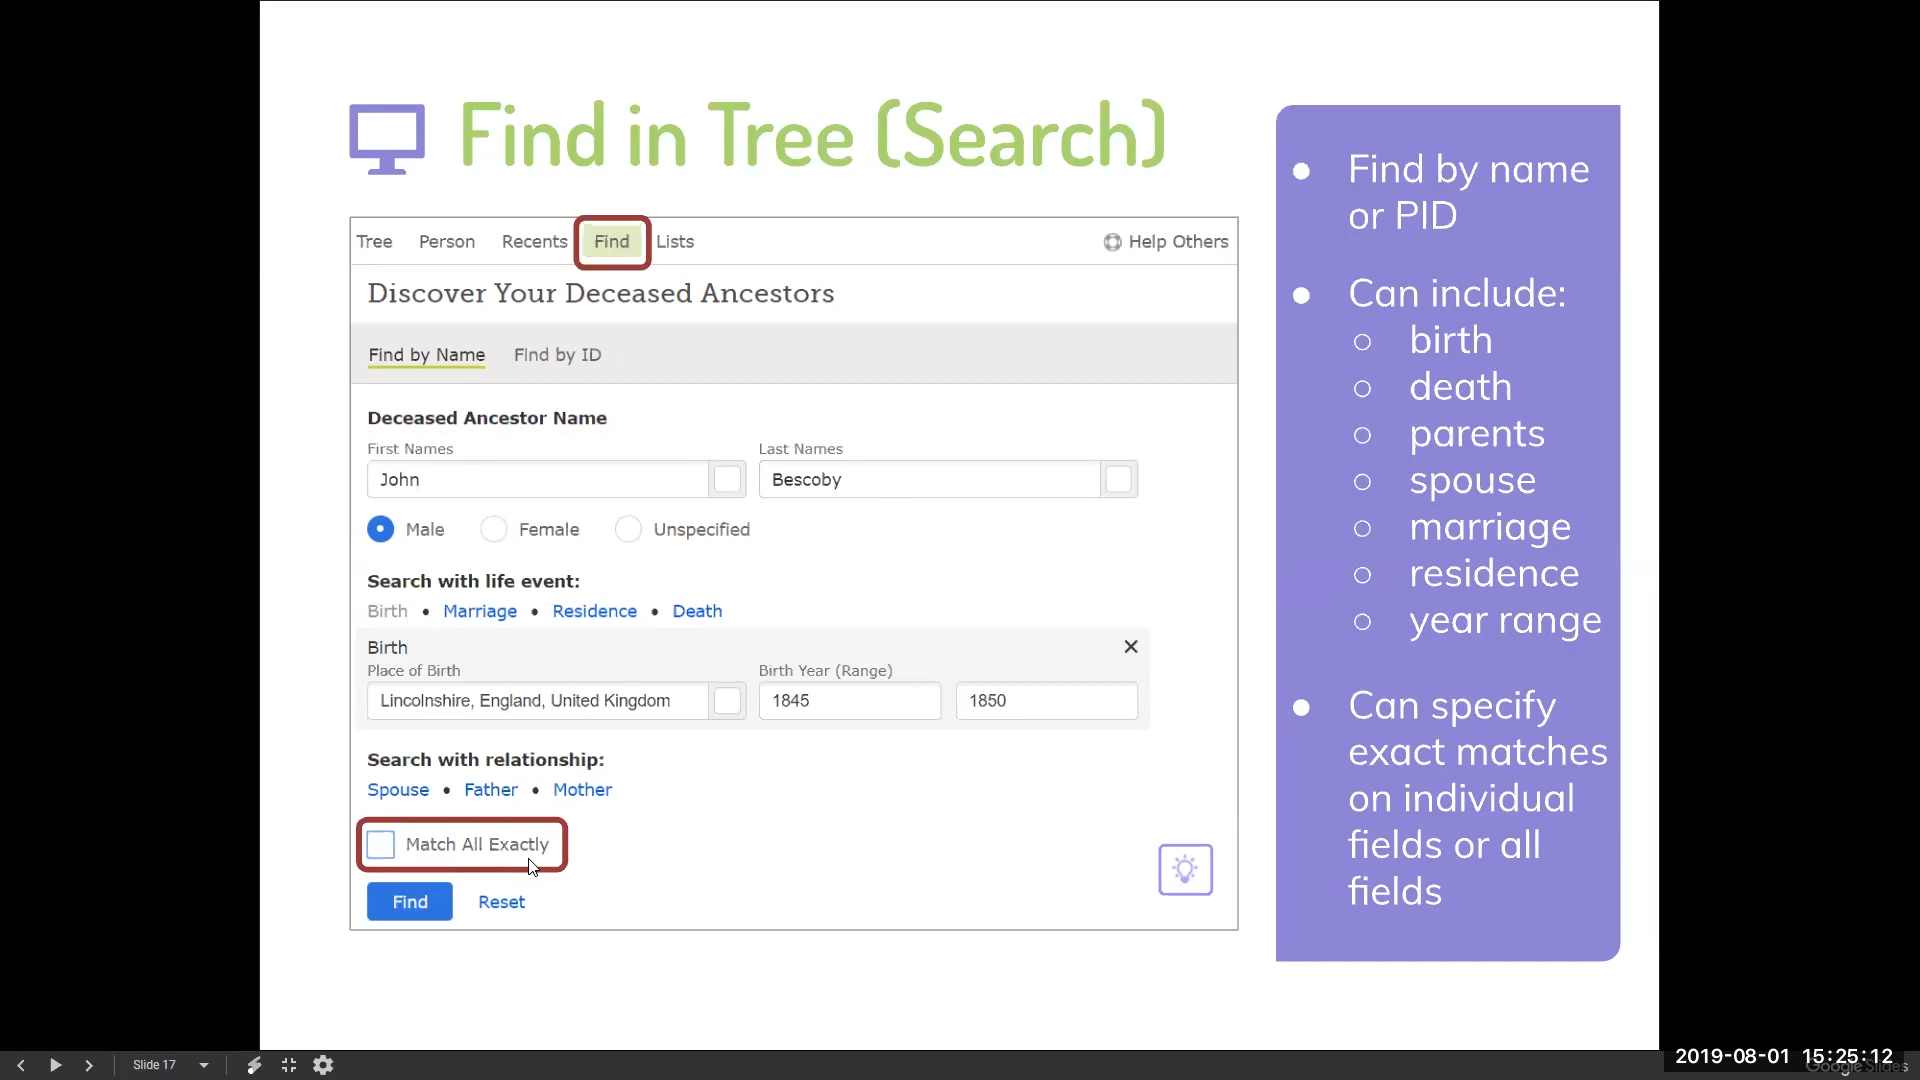 Find in Tree (Search)
Tree Person Recents Find Lists Help Others
Discover Your Deceased Ancestors
Find by Name Find by ID
Deceased Ancestor Name
First Names Last Names
John Bescoby
Male Female Unspecified
Search with life event:
Birth • Marriage • Residence • Death
Birth
Place of Birth Birth Year (Range)
Lincolnshire, England, United Kingdom 1845 1850
Search with relationship:
Spouse • Father • Mother
Match All Exactly
Find Reset
● Find by name
or PID
● Can include:
○ birth
○ death
○ parents
○ spouse
○ marriage
○ residence
○ year range
● Can specify
exact matches
on individual
fields or all
fields
Slide 17
2019-08-01 15:25:12
Google Slides